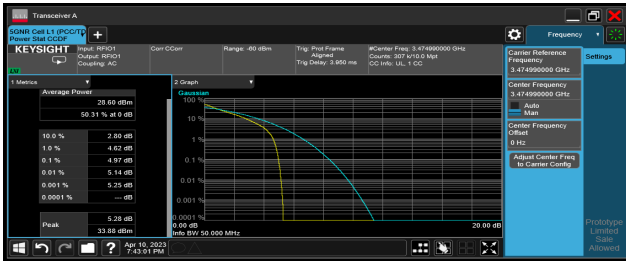 Transceiver A
5GNR Cell L1 (PCC/TP
Power Stat CCDF
Frequency
KEYSIGHT
Input: RFIO1
Output: RFIO1
Coupling: AC
Corr CCorr
Range: -60 dBm
Trig: Prot Frame
Aligned
Trig Delay: 3.950 ms
#Center Freq: 3.474990000 GHz
Counts: 307 k/10.0 Mpt
CC Info: UL, 1 CC
1 Metrics
Average Power
28.60 dBm
50.31 % at 0 dB
10.0 % 2.80 dB
1.0 % 4.62 dB
0.1 % 4.97 dB
0.01 % 5.14 dB
0.001 % 5.25 dB
0.0001 % --- dB
Peak
5.28 dB
33.88 dBm
2 Graph
Gaussian
100 %
10 %
1 %
0.1 %
0.01 %
0.001 %
0.0001 %
0.00 dB
20.00 dB
Info BW 50.000 MHz
Carrier Reference
Frequency
3.474990000 GHz
Center Frequency
3.474990000 GHz
Auto
Man
Center Frequency
Offset
0 Hz
Adjust Center Freq
to Carrier Config
Settings
Prototype
Limited
Sale
Allowed
Apr 10, 2023
7:43:01 PM